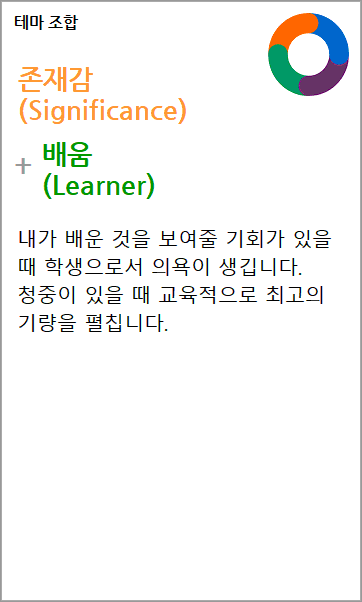 테마 조합
존재감
(Significance)
+ 배움
(Learner)
내가 배운 것을 보여줄 기회가 있을
때 학생으로서 의욕이 생깁니다.
청중이 있을 때 교육적으로 최고의
기량을 펼칩니다.